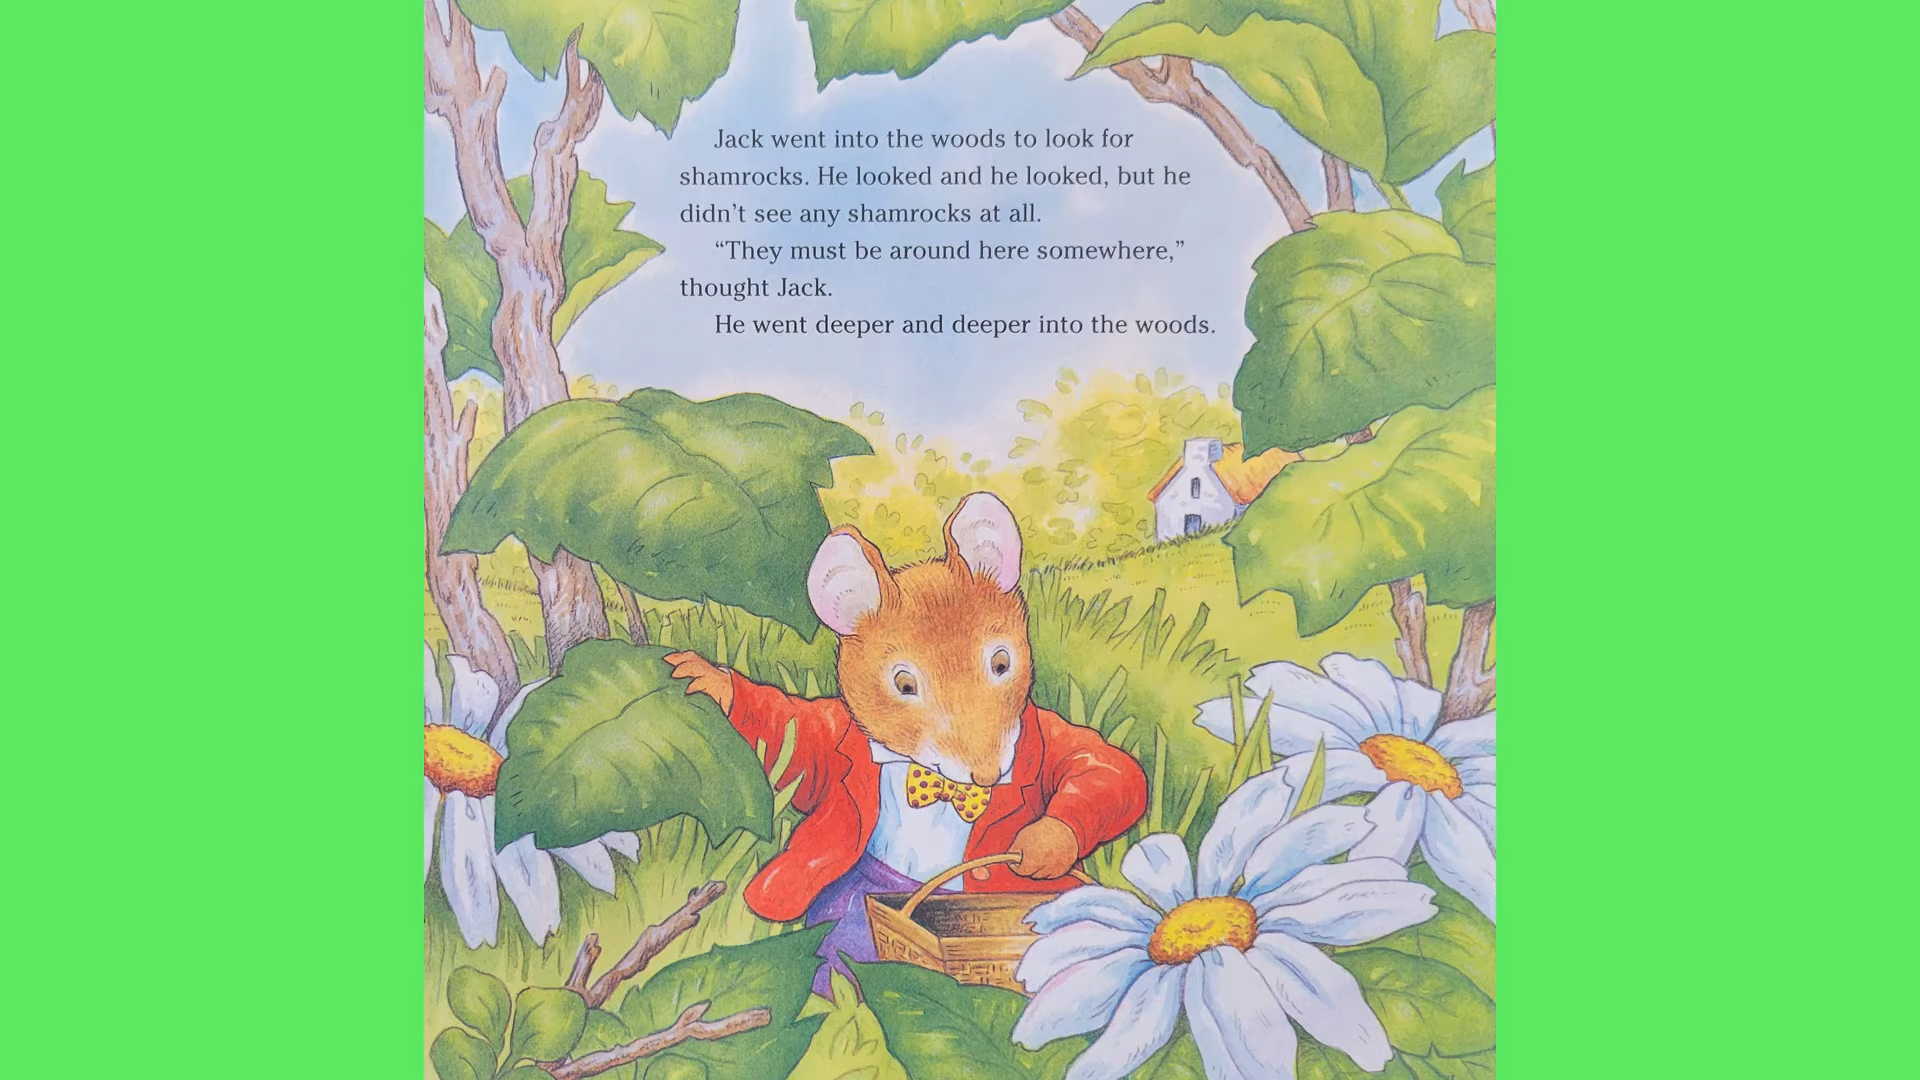 Jack went into the woods to look for
shamrocks. He looked and he looked, but he
didn’t see any shamrocks at all.
“They must be around here somewhere,”
thought Jack.
He went deeper and deeper into the woods.